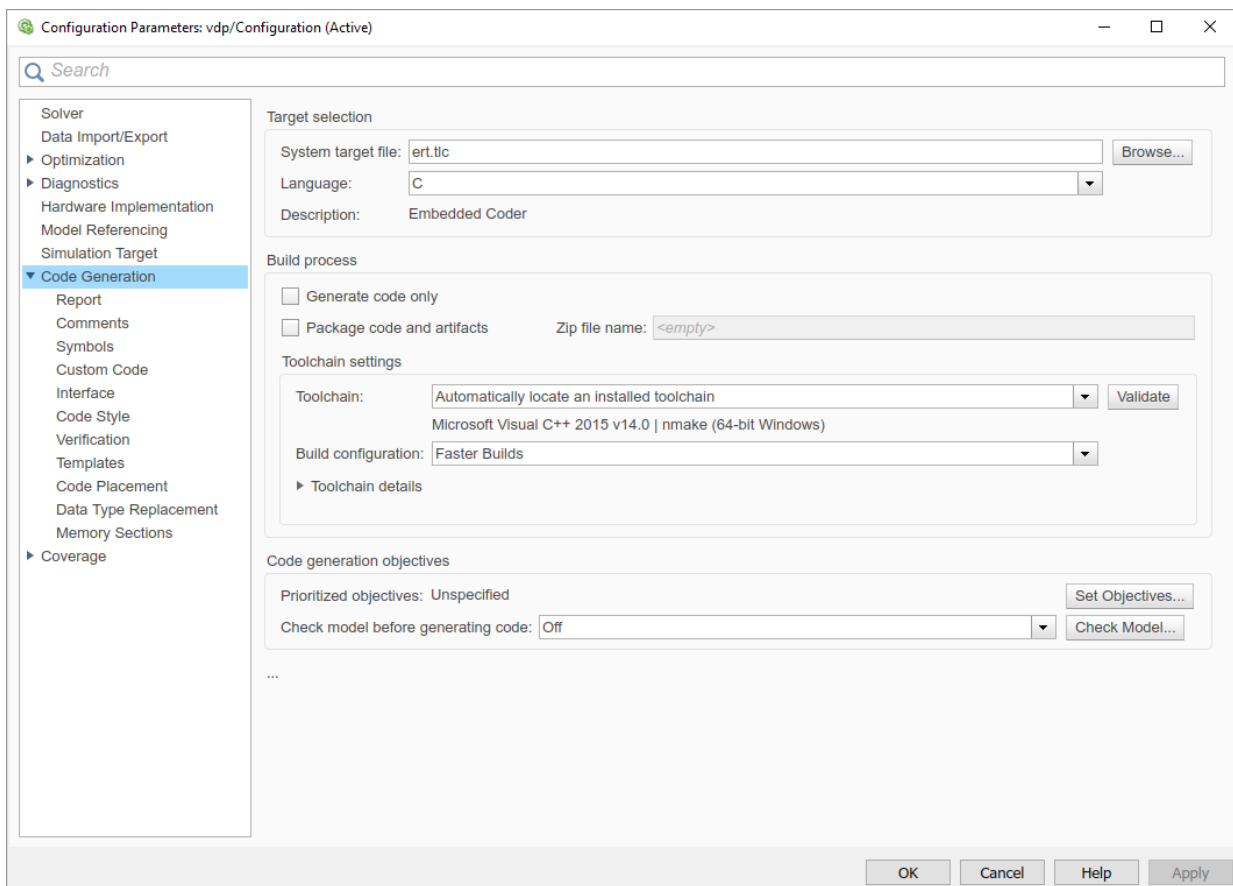 Configuration Parameters: vdp/Configuration (Active)
Search
Solver
Data Import/Export
Optimization
Diagnostics
Hardware Implementation
Model Referencing
Simulation Target
Code Generation
Report
Comments
Symbols
Custom Code
Interface
Code Style
Verification
Templates
Code Placement
Data Type Replacement
Memory Sections
Coverage
Target selection
System target file: ert.tlc Browse...
Language: C
Description: Embedded Coder
Build process
Generate code only
Package code and artifacts Zip file name: <empty>
Toolchain settings
Toolchain: Automatically locate an installed toolchain Validate
Microsoft Visual C++ 2015 v14.0 | nmake (64-bit Windows)
Build configuration: Faster Builds
Toolchain details
Code generation objectives
Prioritized objectives: Unspecified Set Objectives...
Check model before generating code: Off Check Model...
...
OK Cancel Help Apply